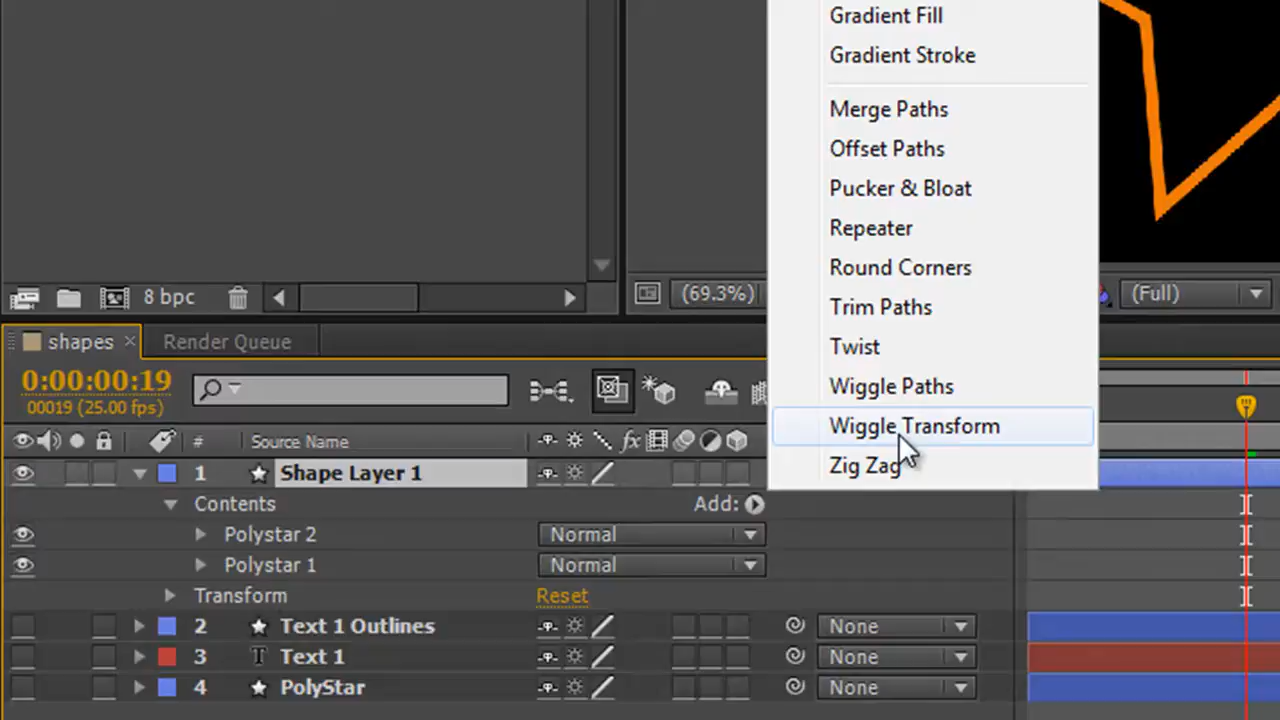 Gradient Fill
Gradient Stroke
Merge Paths
Offset Paths
Pucker & Bloat
Repeater
Round Corners
Trim Paths
Twist
Wiggle Paths
Wiggle Transform
Zig Zag
8 bpc
(69.3%)
(Full)
shapes ×
Render Queue
0:00:00:19
00019 (25.00 fps)
# Source Name fx
1 Shape Layer 1
Contents Add:
Polystar 2 Normal
Polystar 1 Normal
Transform Reset
2 Text 1 Outlines None
3 T Text 1 None
4 PolyStar None